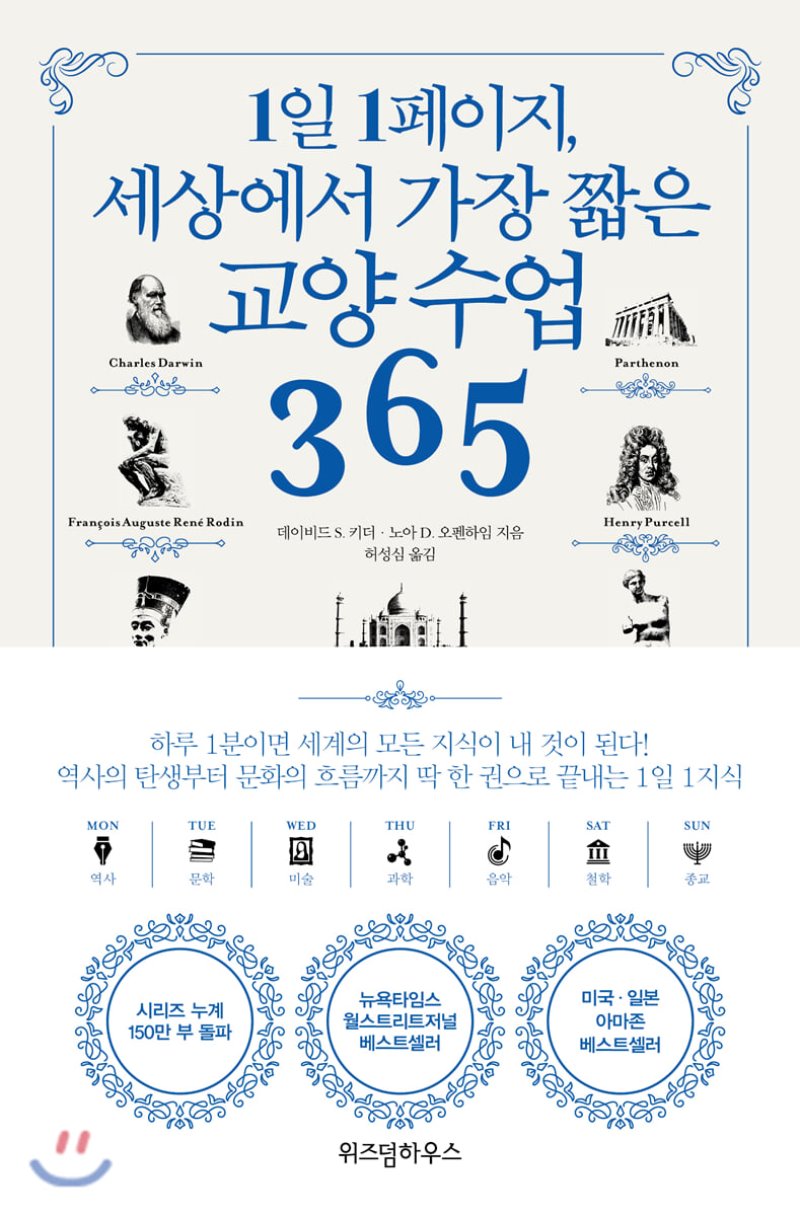 1일 1페이지,
세상에서 가장 짧은
교양 수업
365
Charles Darwin
Parthenon
François Auguste René Rodin
Henry Purcell
데이비드 S. 키더 · 노아 D. 오펜하임 지음
허성심 옮김
하루 1분이면 세계의 모든 지식이 내 것이 된다!
역사의 탄생부터 문화의 흐름까지 딱 한 권으로 끝내는 1일 1지식
MON
역사
TUE
문학
WED
미술
THU
과학
FRI
음악
SAT
철학
SUN
종교
시리즈 누계
150만 부 돌파
뉴욕타임스
월스트리트저널
베스트셀러
미국 · 일본
아마존
베스트셀러
위즈덤하우스